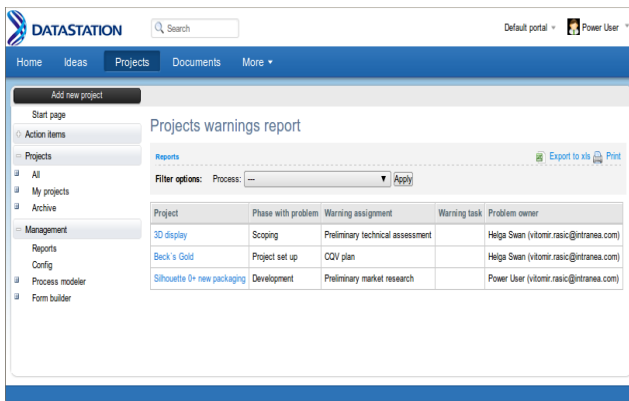 DATASTATION
Search
Default portal
Power User
Home Ideas Projects Documents More
Add new project
Start page
Action items
Projects
All
My projects
Archive
Management
Reports
Config
Process modeler
Form builder
Projects warnings report
Reports
Export to xls Print
Filter options: Process: --- Apply
Project Phase with problem Warning assignment Warning task Problem owner
3D display Scoping Preliminary technical assessment Helga Swan (vitomir.rasic@intranea.com)
Beck`s Gold Project set up CQV plan Helga Swan (vitomir.rasic@intranea.com)
Silhouette 0+ new packaging Development Preliminary market research Power User (vitomir.rasic@intranea.com)